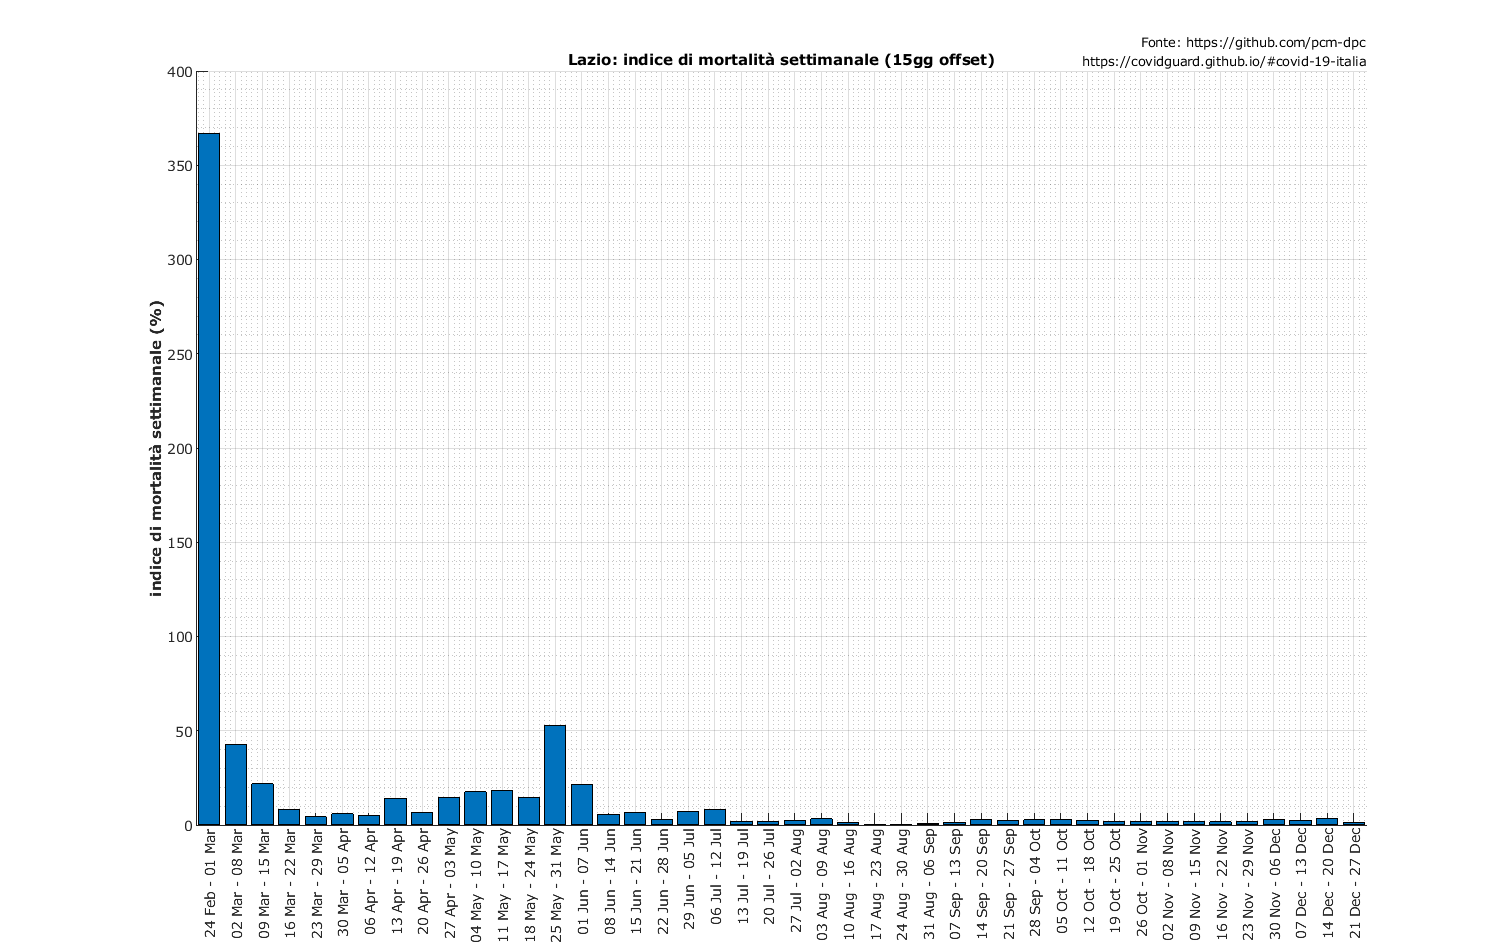 Fonte: https://github.com/pcm-dpc
Lazio: indice di mortalità settimanale (15gg offset)
https://covidguard.github.io/#covid-19-italia
indice di mortalità settimanale (%)
400
350
300
250
200
150
100
50
0
24 Feb - 01 Mar
02 Mar - 08 Mar
09 Mar - 15 Mar
16 Mar - 22 Mar
23 Mar - 29 Mar
30 Mar - 05 Apr
06 Apr - 12 Apr
13 Apr - 19 Apr
20 Apr - 26 Apr
27 Apr - 03 May
04 May - 10 May
11 May - 17 May
18 May - 24 May
25 May - 31 May
01 Jun - 07 Jun
08 Jun - 14 Jun
15 Jun - 21 Jun
22 Jun - 28 Jun
29 Jun - 05 Jul
06 Jul - 12 Jul
13 Jul - 19 Jul
20 Jul - 26 Jul
27 Jul - 02 Aug
03 Aug - 09 Aug
10 Aug - 16 Aug
17 Aug - 23 Aug
24 Aug - 30 Aug
31 Aug - 06 Sep
07 Sep - 13 Sep
14 Sep - 20 Sep
21 Sep - 27 Sep
28 Sep - 04 Oct
05 Oct - 11 Oct
12 Oct - 18 Oct
19 Oct - 25 Oct
26 Oct - 01 Nov
02 Nov - 08 Nov
09 Nov - 15 Nov
16 Nov - 22 Nov
23 Nov - 29 Nov
30 Nov - 06 Dec
07 Dec - 13 Dec
14 Dec - 20 Dec
21 Dec - 27 Dec